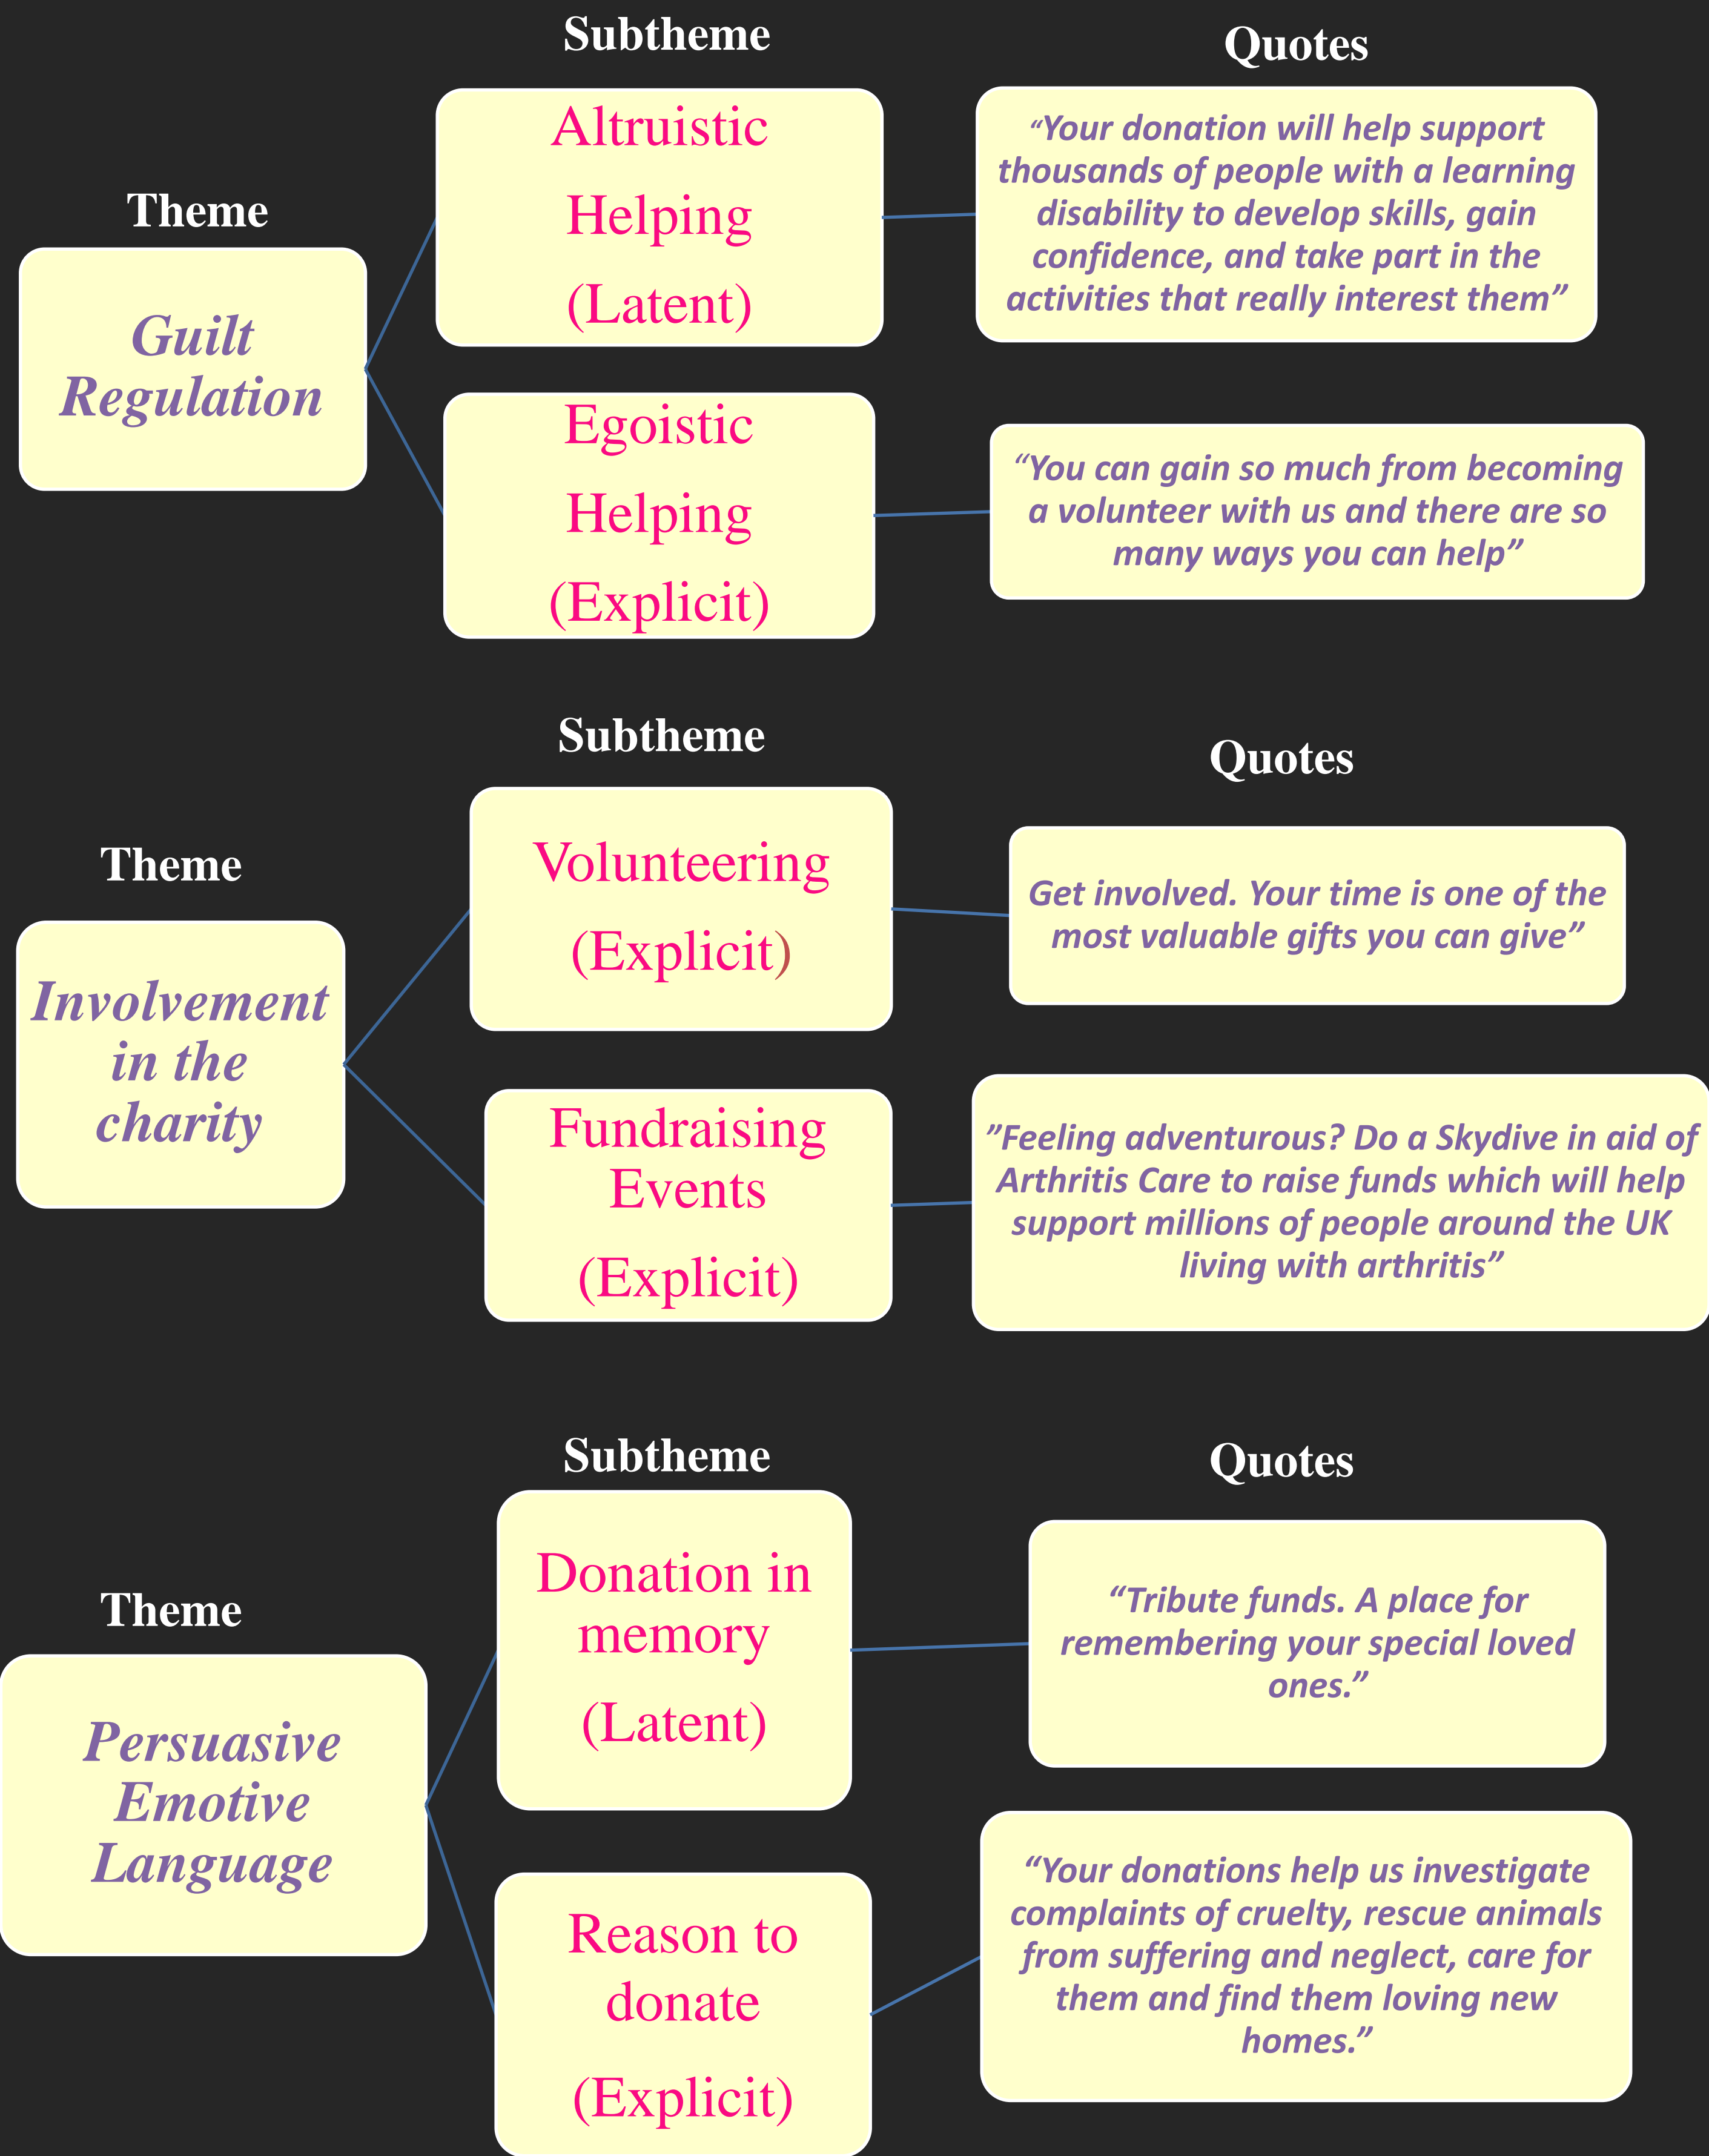 Theme
Guilt
Regulation
Subtheme
Altruistic
Helping
(Latent)
Egoistic
Helping
(Explicit)
Quotes
“Your donation will help support
thousands of people with a learning
disability to develop skills, gain
confidence, and take part in the
activities that really interest them”
“You can gain so much from becoming
a volunteer with us and there are so
many ways you can help”
Theme
Involvement
in the
charity
Subtheme
Volunteering
(Explicit)
Fundraising
Events
(Explicit)
Quotes
Get involved. Your time is one of the
most valuable gifts you can give”
”Feeling adventurous? Do a Skydive in aid of
Arthritis Care to raise funds which will help
support millions of people around the UK
living with arthritis”
Theme
Persuasive
Emotive
Language
Subtheme
Donation in
memory
(Latent)
Reason to
donate
(Explicit)
Quotes
“Tribute funds. A place for
remembering your special loved
ones.”
“Your donations help us investigate
complaints of cruelty, rescue animals
from suffering and neglect, care for
them and find them loving new
homes.”